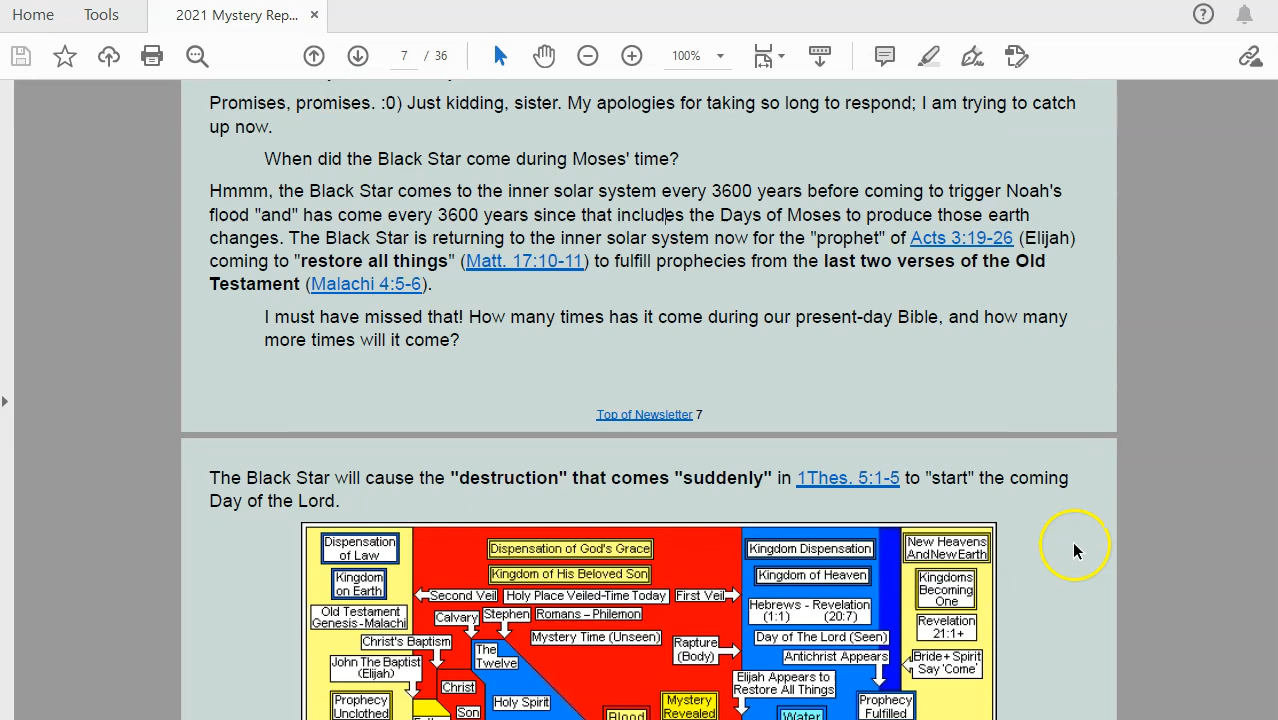 Home Tools 2021 Mystery Rep... ×
7 / 36 100%
Promises, promises. :0) Just kidding, sister. My apologies for taking so long to respond; I am trying to catch
up now.
When did the Black Star come during Moses' time?
Hmmm, the Black Star comes to the inner solar system every 3600 years before coming to trigger Noah's
flood "and" has come every 3600 years since that includes the Days of Moses to produce those earth
changes. The Black Star is returning to the inner solar system now for the "prophet" of Acts 3:19-26 (Elijah)
coming to "restore all things" (Matt. 17:10-11) to fulfill prophecies from the last two verses of the Old
Testament (Malachi 4:5-6).
I must have missed that! How many times has it come during our present-day Bible, and how many
more times will it come?
Top of Newsletter 7
The Black Star will cause the "destruction" that comes "suddenly" in 1Thes. 5:1-5 to "start" the coming
Day of the Lord.
Dispensation
of Law
Dispensation of God's Grace
Kingdom Dispensation
New Heavens
And New Earth
Kingdom
on Earth
Kingdom of His Beloved Son
Kingdom of Heaven
Kingdoms
Becoming
One
Second Veil
Holy Place Veiled-Time Today
First Veil
Old Testament
Genesis-Malachi
Calvary
Stephen
Romans – Philemon
Hebrews - Revelation
(1:1) (20:7)
Revelation
21:1+
Christ's Baptism
Mystery Time (Unseen)
Rapture
(Body)
Day of The Lord (Seen)
The
Twelve
Antichrist Appears
Bride + Spirit
Say 'Come'
John The Baptist
(Elijah)
Christ
Elijah Appears to
Restore All Things
Prophecy
Unclothed
Son
Holy Spirit
Mystery
Revealed
Prophecy
Fulfilled
Blood
Water